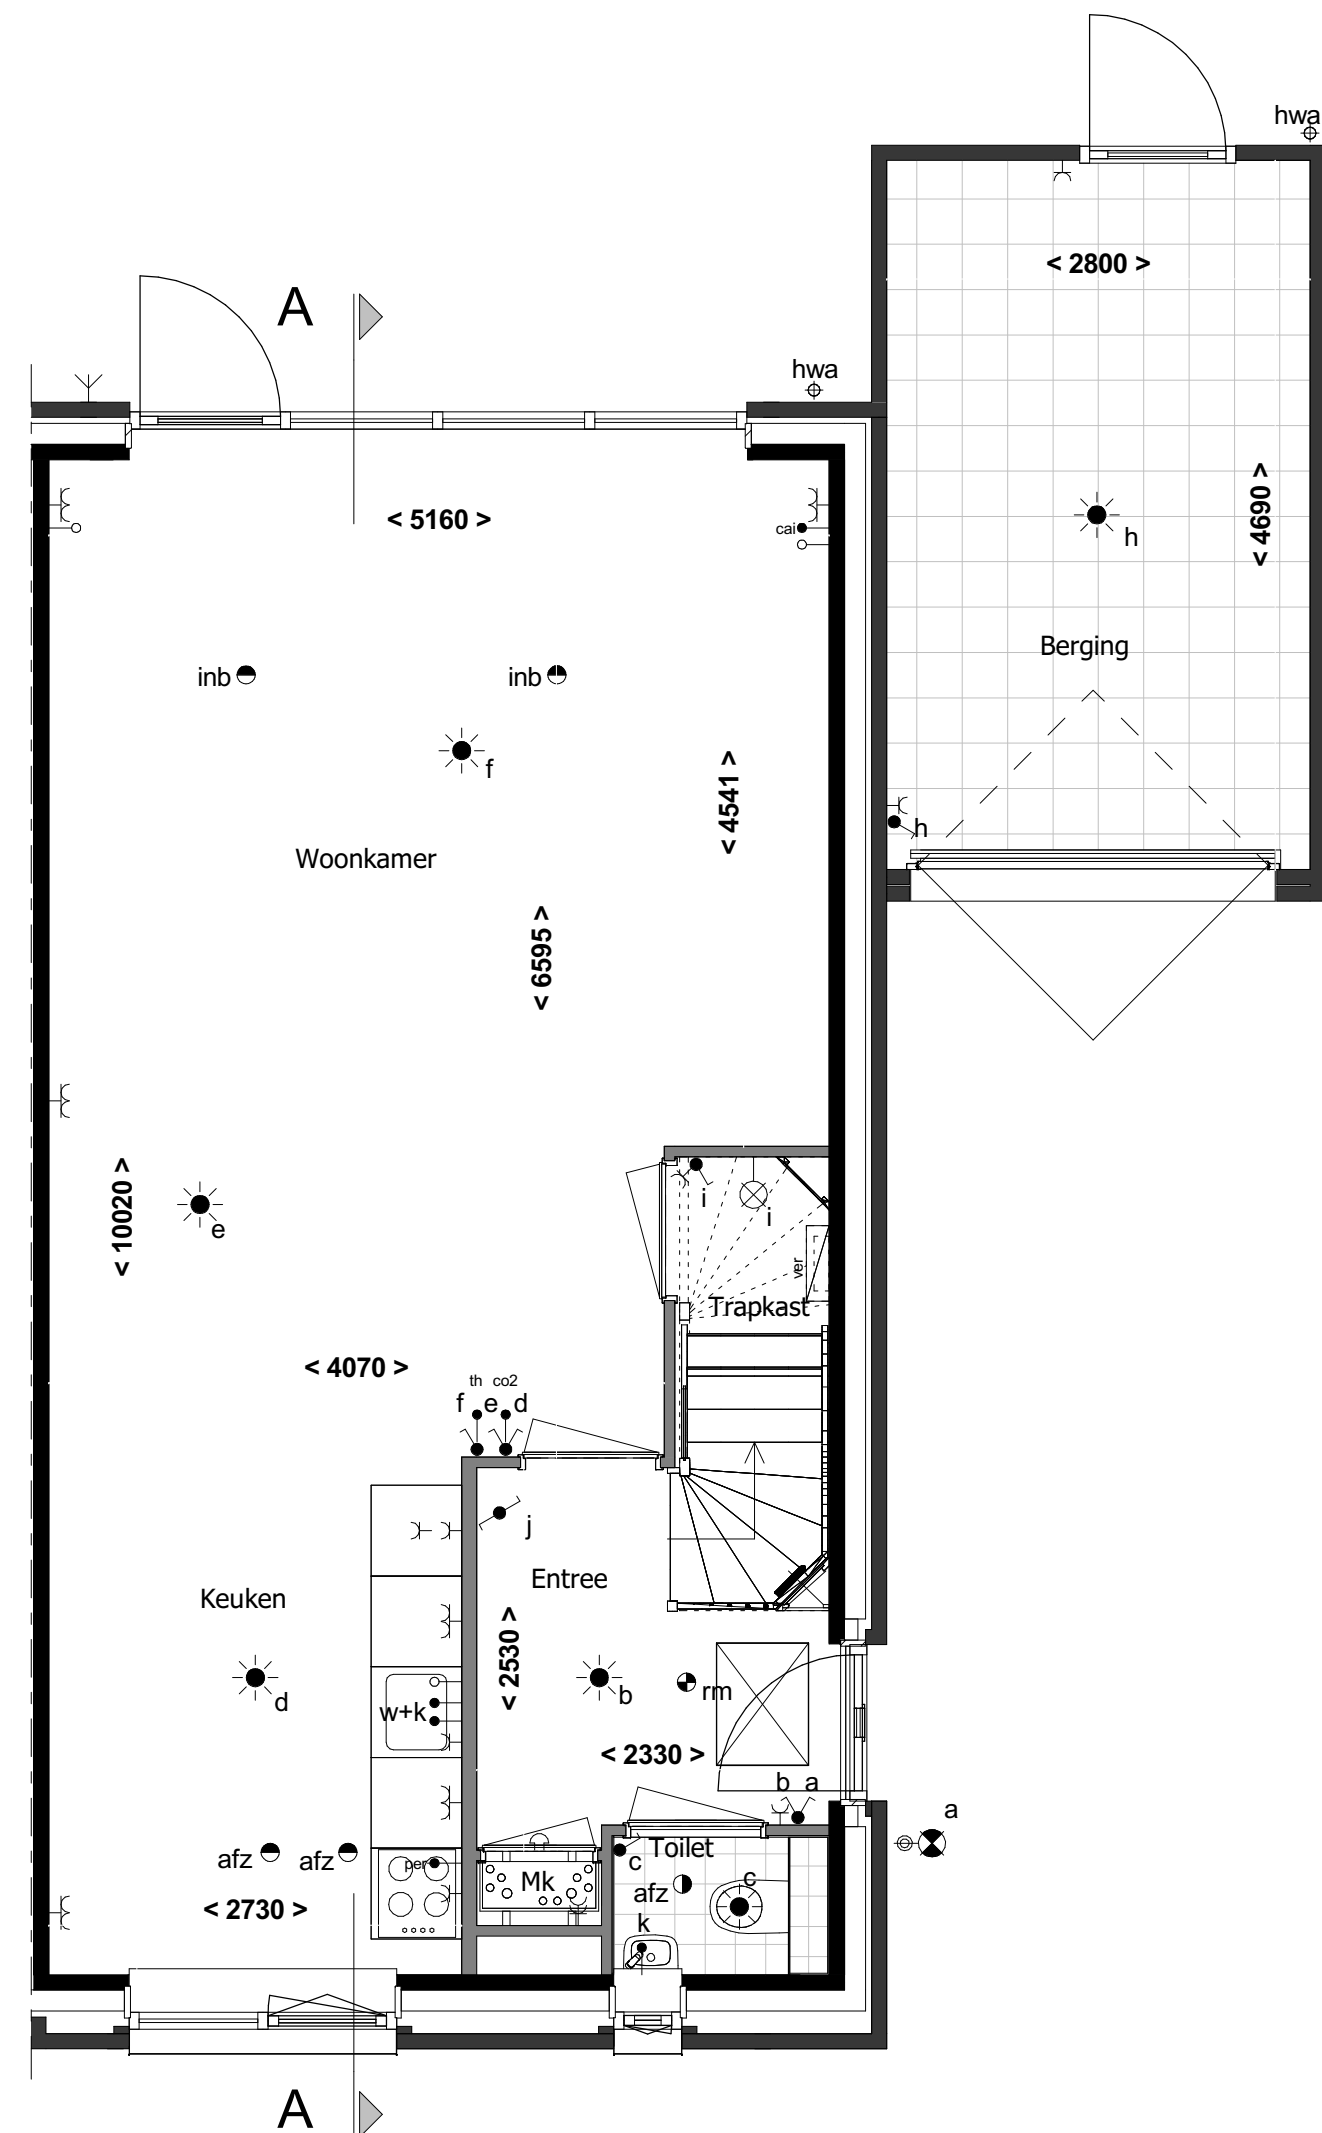 hwa
< 2800 >
A
hwa
< 5160 >
cai
< 4690 >
h
Berging
inb
inb
f
< 4541 >
h
Woonkamer
< 6595 >
i
i
e
< 10020 >
ver
Trapkast
< 4070 >
th co2
f e d
j
Entree
Keuken
< 2530 >
d
b
rm
w+k
< 2330 >
b a
a
Toilet
afz
afz
per
c
Mk
afz
c
< 2730 >
k
A